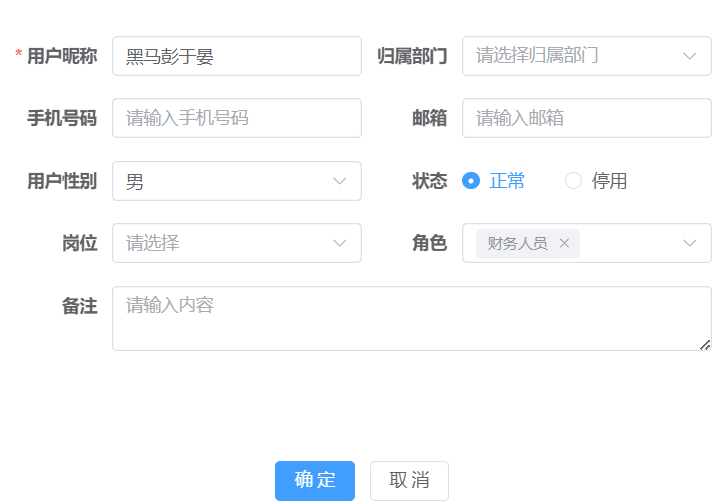 * 用户昵称 黑马彭于晏 归属部门 请选择归属部门
手机号码 请输入手机号码 邮箱 请输入邮箱
用户性别 男 状态 正常 停用
岗位 请选择 角色 财务人员 ×
备注 请输入内容
确定 取消